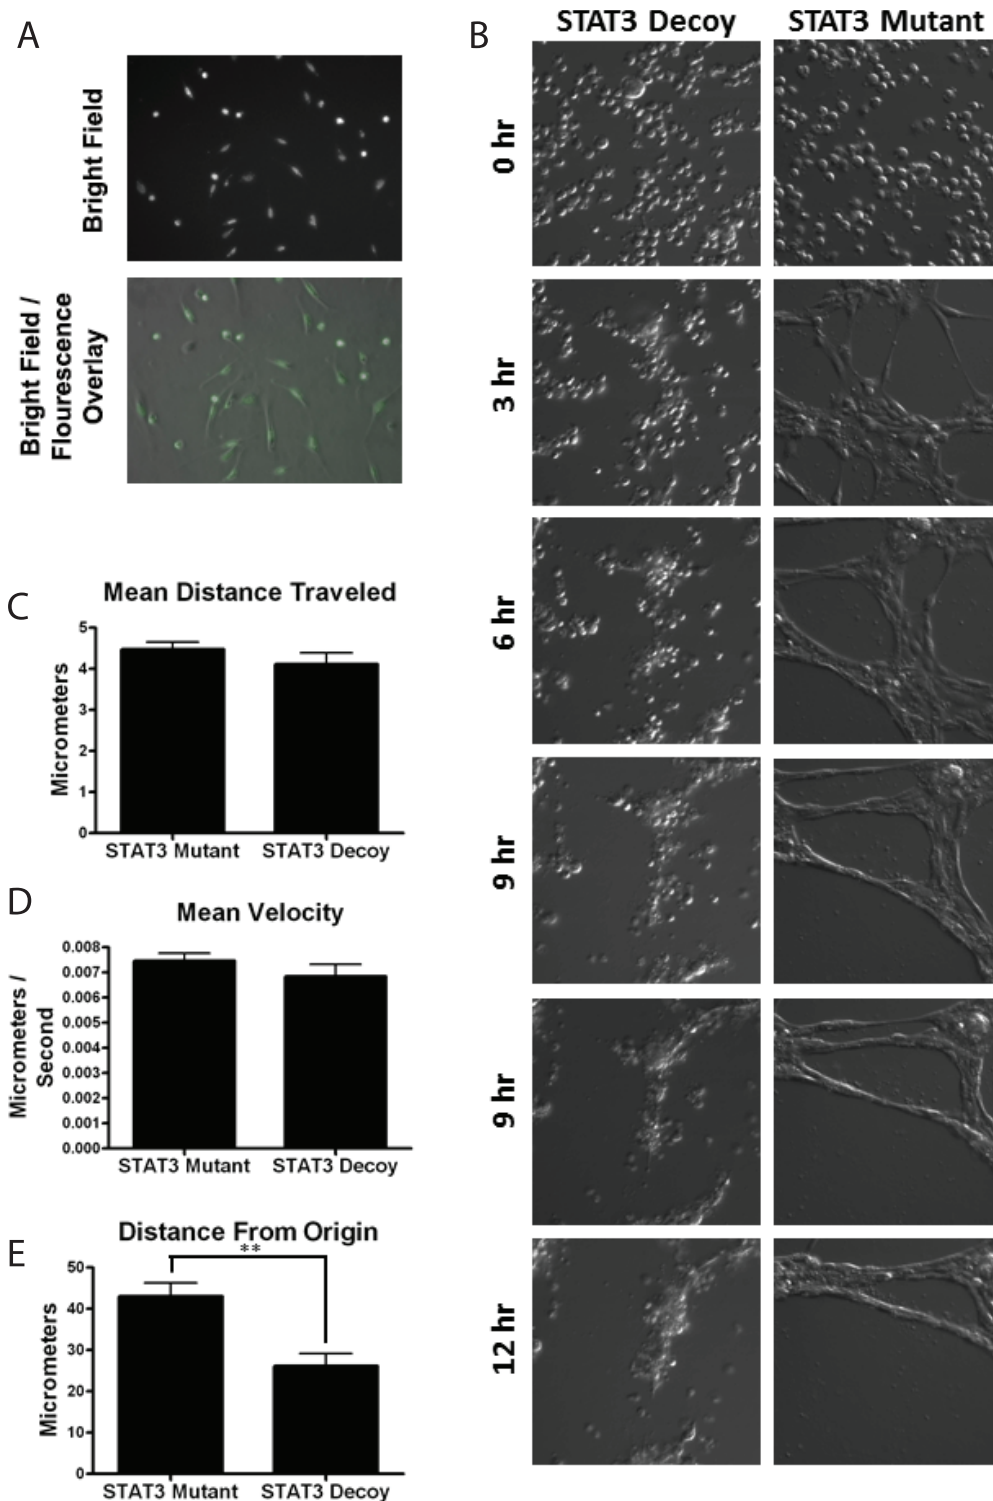 A
Bright Field
Bright Field /
Flourescence
Overlay
B
STAT3 Decoy
STAT3 Mutant
0 hr
3 hr
6 hr
9 hr
9 hr
12 hr
C
Mean Distance Traveled
Micrometers
5
4
3
2
1
0
STAT3 Mutant
STAT3 Decoy
D
Mean Velocity
Micrometers /
Second
0.008
0.007
0.006
0.005
0.004
0.003
0.002
0.001
0.000
STAT3 Mutant
STAT3 Decoy
E
Distance From Origin
**
Micrometers
50
40
30
20
10
0
STAT3 Mutant
STAT3 Decoy